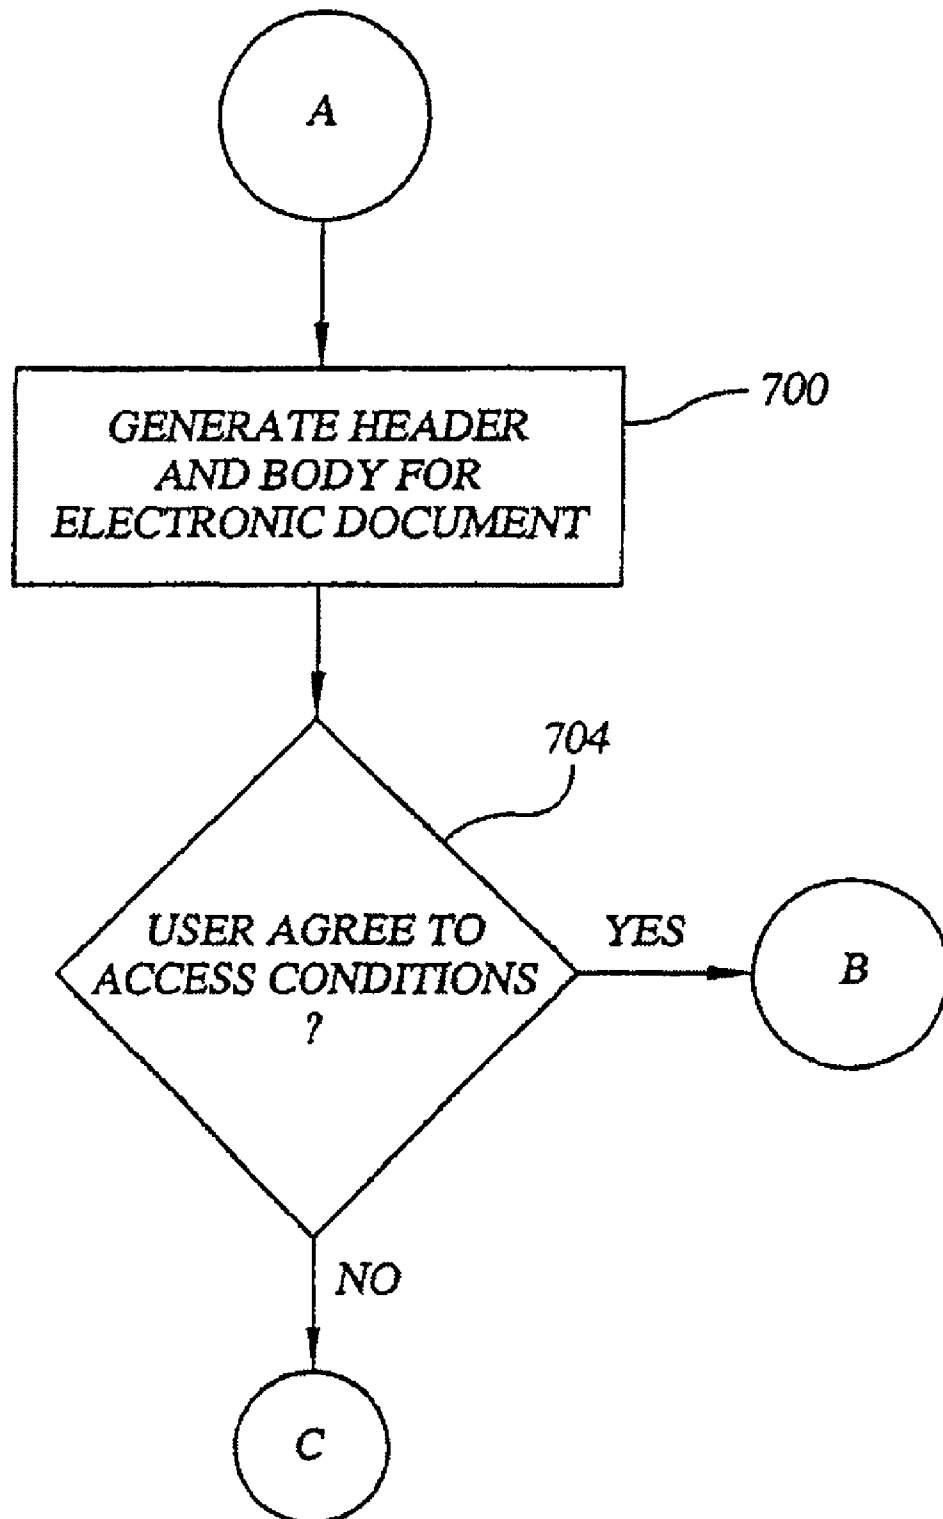 A
GENERATE HEADER
AND BODY FOR
ELECTRONIC DOCUMENT
700
704
USER AGREE TO
ACCESS CONDITIONS
?
YES
B
NO
C